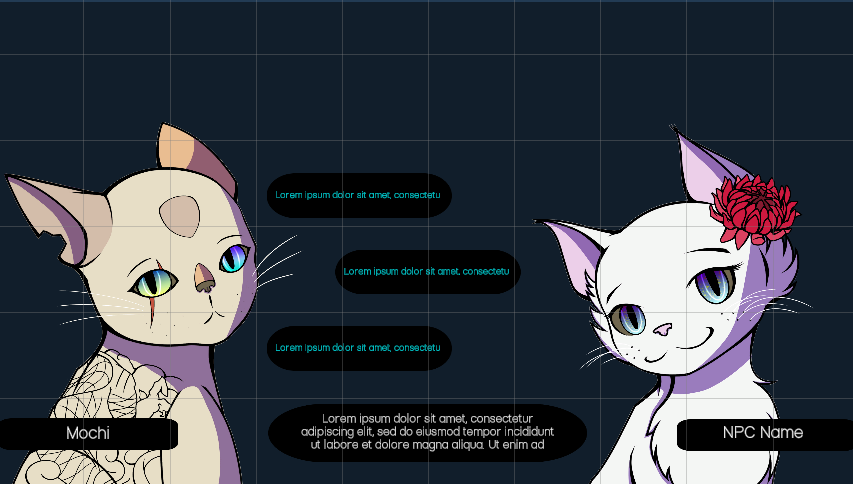 Lorem ipsum dolor sit amet, consectetu
Lorem ipsum dolor sit amet, consectetu
Lorem ipsum dolor sit amet, consectetu
Mochi
Lorem ipsum dolor sit amet, consectetur
adipiscing elit, sed do eiusmod tempor incididunt
ut labore et dolore magna aliqua. Ut enim ad
NPC Name